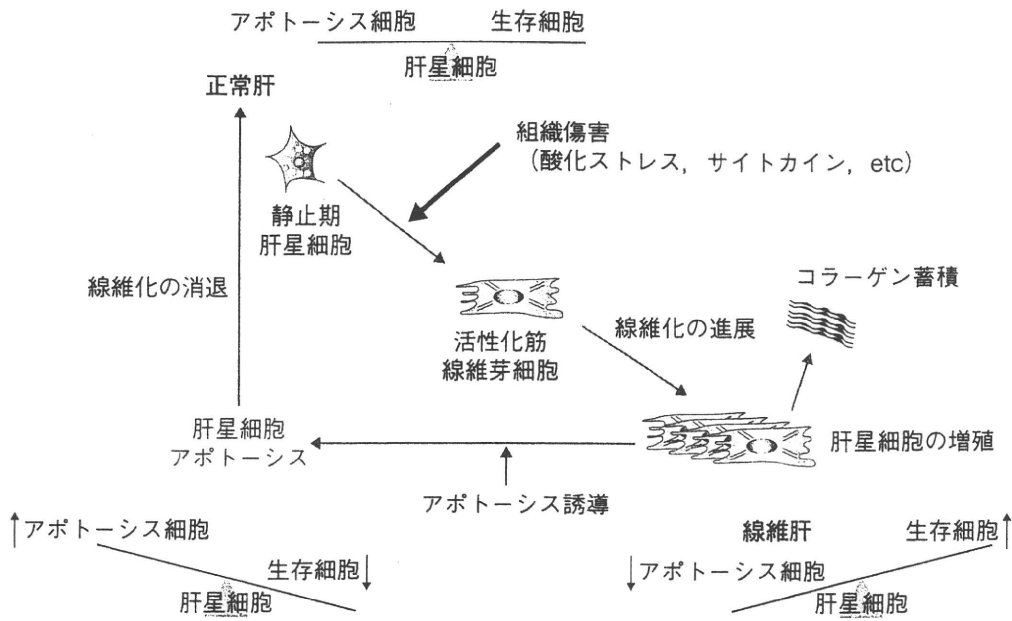 アポトーシス細胞 生存細胞
肝星細胞
正常肝
組織傷害
（酸化ストレス，サイトカイン，etc）
静止期
肝星細胞
線維化の消退
コラーゲン蓄積
線維化の進展
活性化筋
線維芽細胞
肝星細胞
アポトーシス
肝星細胞の増殖
アポトーシス誘導
アポトーシス細胞
生存細胞
肝星細胞
線維肝
生存細胞
アポトーシス細胞
肝星細胞